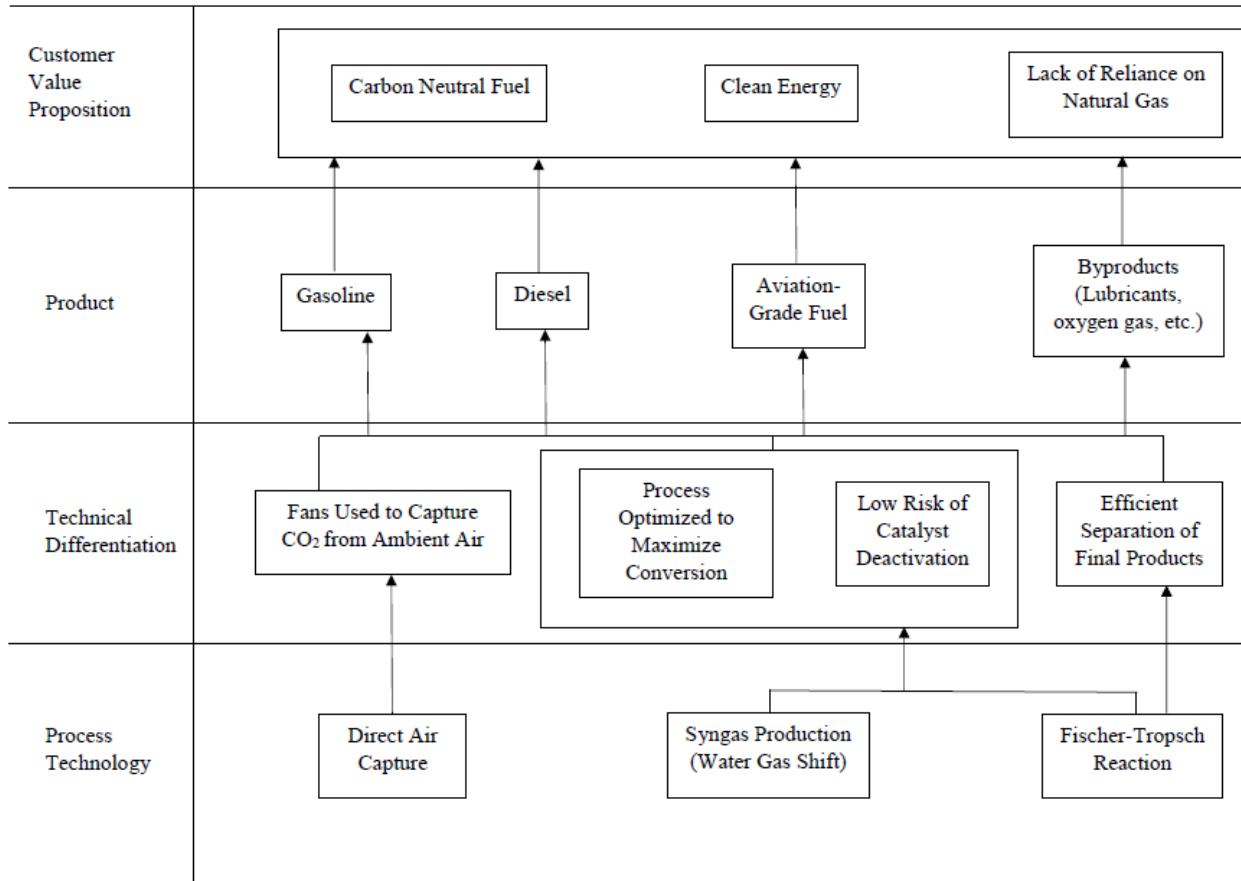 Customer
Value
Proposition
Carbon Neutral Fuel
Clean Energy
Lack of Reliance on
Natural Gas
Product
Gasoline
Diesel
Aviation-
Grade Fuel
Byproducts
(Lubricants,
oxygen gas, etc.)
Technical
Differentiation
Fans Used to Capture
CO₂ from Ambient Air
Process
Optimized to
Maximize
Conversion
Low Risk of
Catalyst
Deactivation
Efficient
Separation of
Final Products
Process
Technology
Direct Air
Capture
Syngas Production
(Water Gas Shift)
Fischer-Tropsch
Reaction